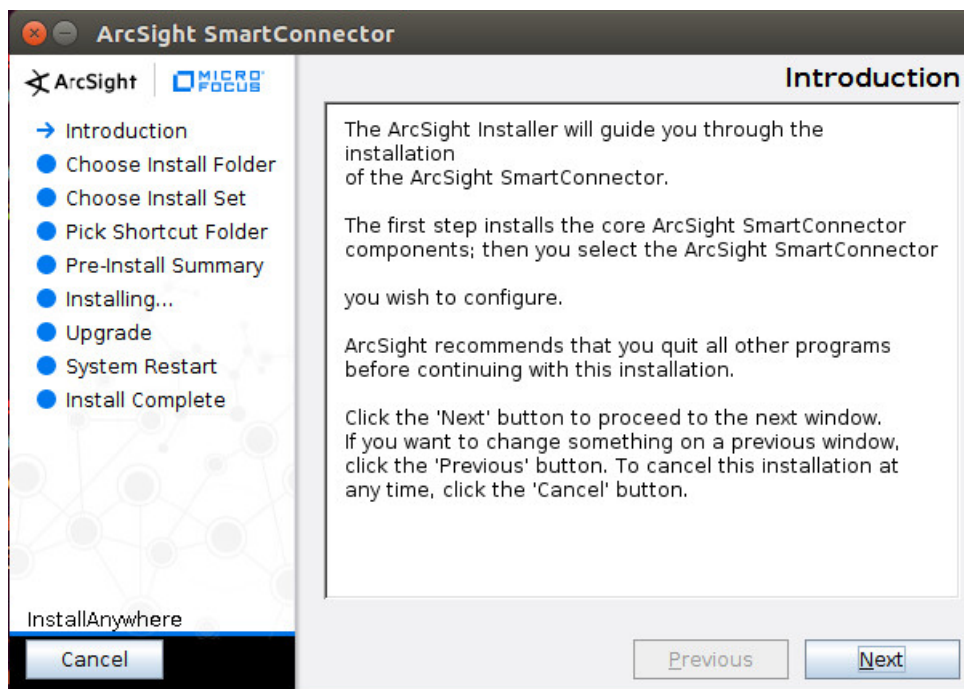 ArcSight SmartConnector
ArcSight
MICRO
FOCUS
Introduction
Introduction
Choose Install Folder
Choose Install Set
Pick Shortcut Folder
Pre-Install Summary
Installing...
Upgrade
System Restart
Install Complete
The ArcSight Installer will guide you through the
installation
of the ArcSight SmartConnector.
The first step installs the core ArcSight SmartConnector
components; then you select the ArcSight SmartConnector
you wish to configure.
ArcSight recommends that you quit all other programs
before continuing with this installation.
Click the 'Next' button to proceed to the next window.
If you want to change something on a previous window,
click the 'Previous' button. To cancel this installation at
any time, click the 'Cancel' button.
InstallAnywhere
Cancel
Previous
Next